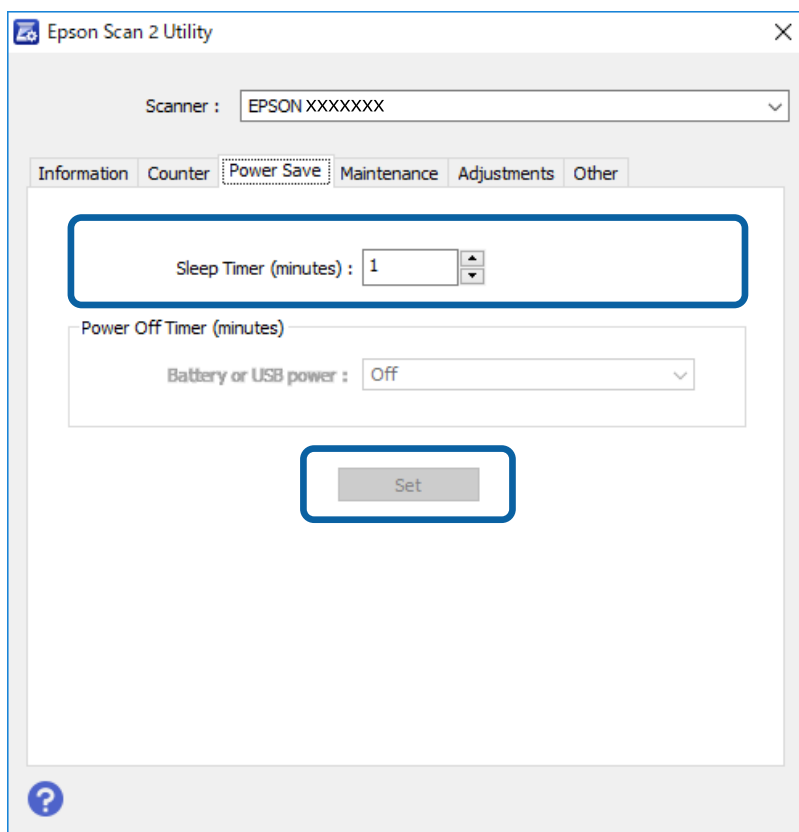 Epson Scan 2 Utility
Scanner : EPSON XXXXXXX
Information Counter Power Save Maintenance Adjustments Other
Sleep Timer (minutes) : 1
Power Off Timer (minutes)
Battery or USB power : Off
Set
?